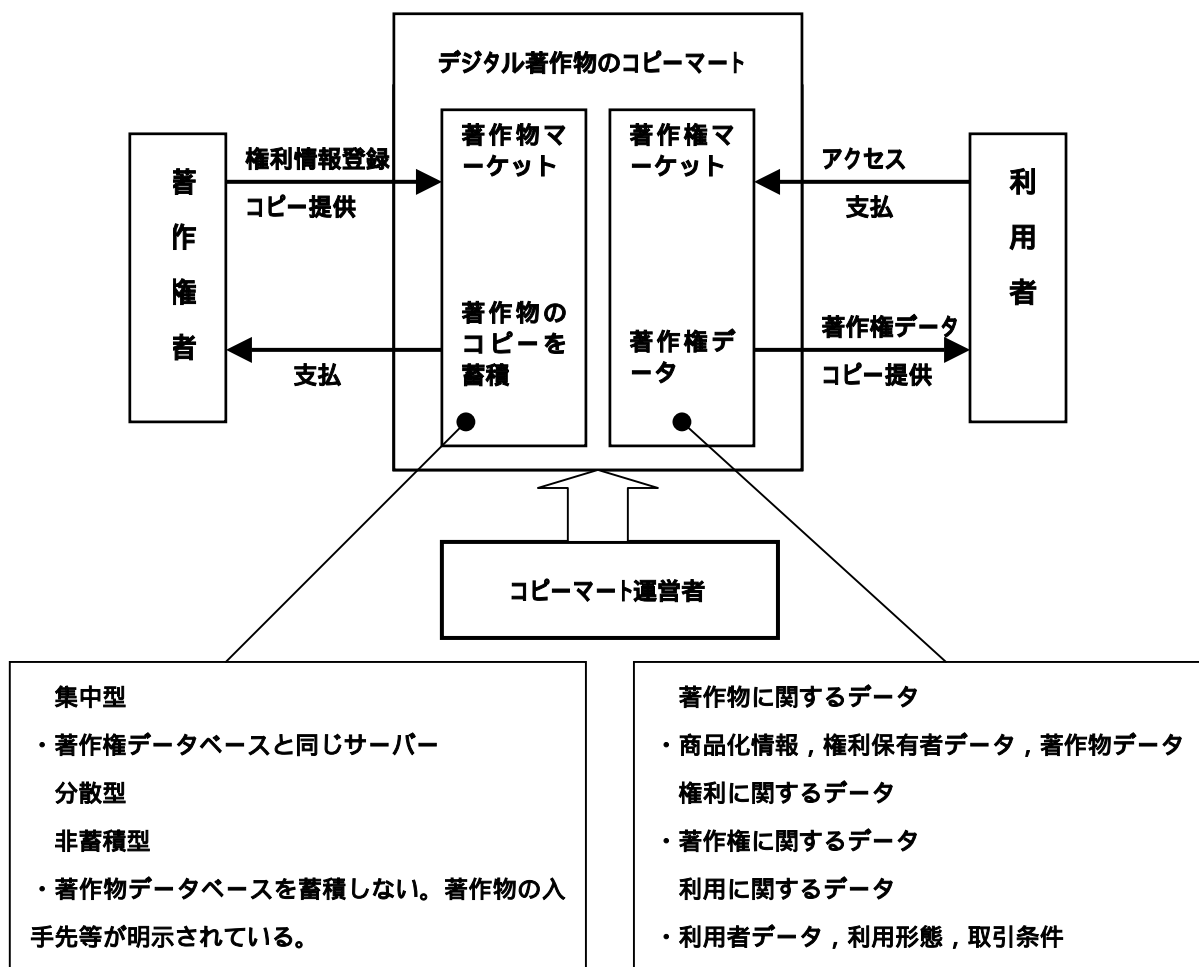 デジタル著作物のコピーマート
著作権者
権利情報登録
コピー提供
支払
著作物マ
ーケット
著作物の
コピーを
蓄積
著作権マ
ーケット
著作権デ
ータ
アクセス
支払
著作権データ
コピー提供
利用者
コピーマート運営者
集中型
・著作権データベースと同じサーバー
分散型
非蓄積型
・著作物データベースを蓄積しない。著作物の入
手先等が明示されている。
著作物に関するデータ
・商品化情報，権利保有者データ，著作物データ
権利に関するデータ
・著作権に関するデータ
利用に関するデータ
・利用者データ，利用形態，取引条件